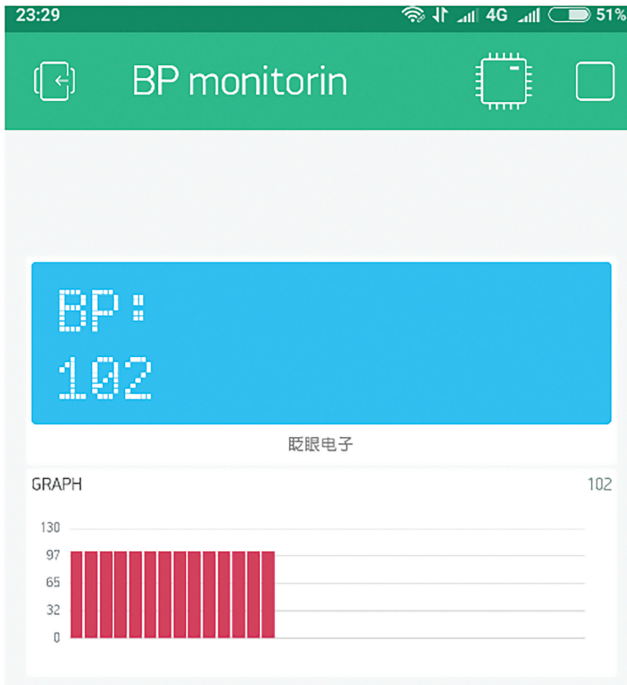 23:29 4G 51%
BP monitorin
BP:
102
眨眼电子
GRAPH 102
130
97
65
32
0